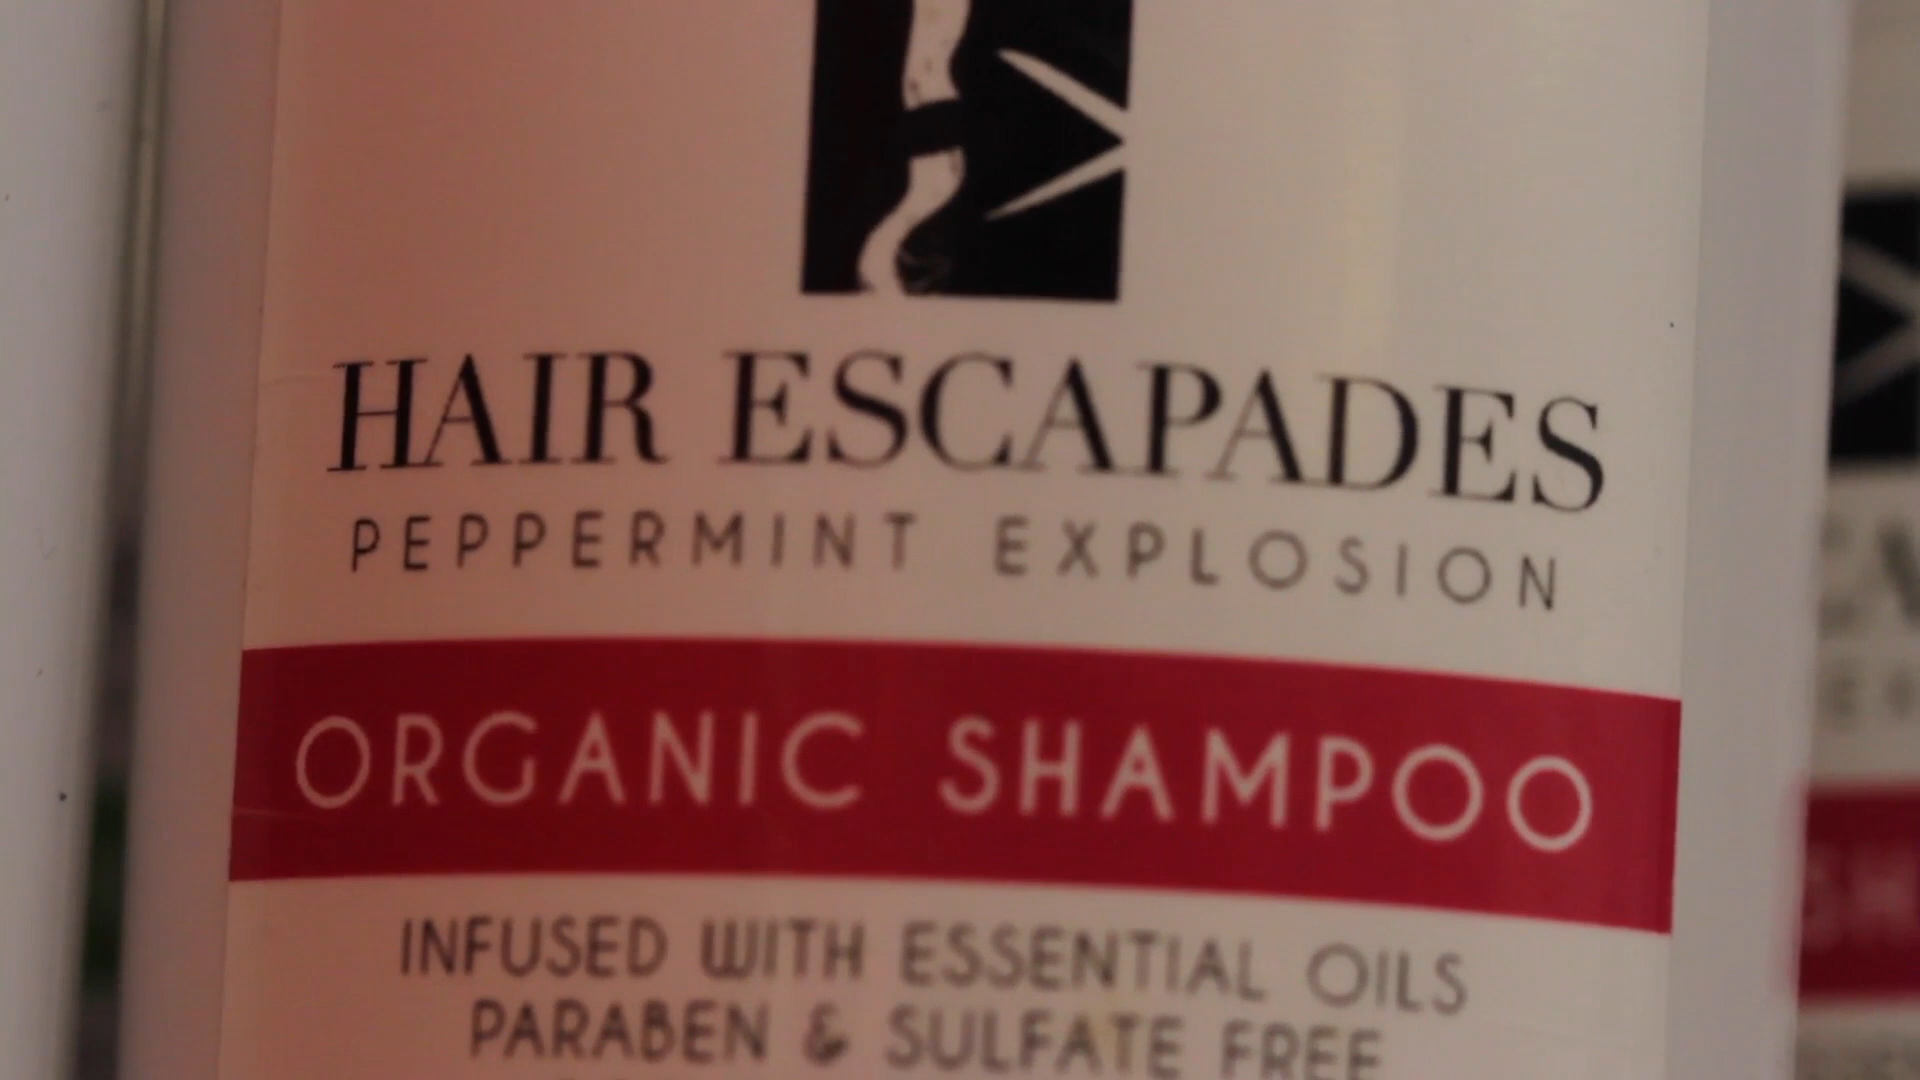 HAIR ESCAPADES
PEPPERMINT EXPLOSION
ORGANIC SHAMPOO
INFUSED WITH ESSENTIAL OILS
PARABEN & SULFATE FREE